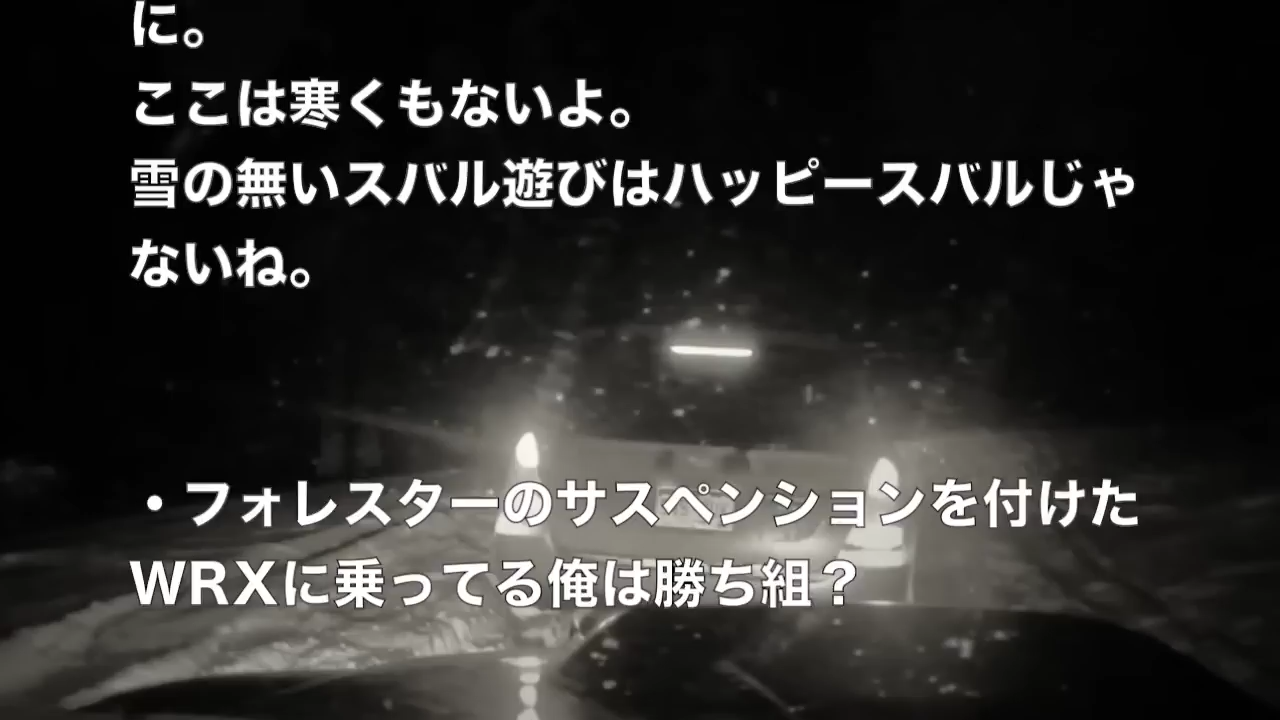 に。
ここは寒くもないよ。
雪の無いスバル遊びはハッピースバルじゃ
ないね。
・フォレスターのサスペンションを付けた
WRXに乗ってる俺は勝ち組？